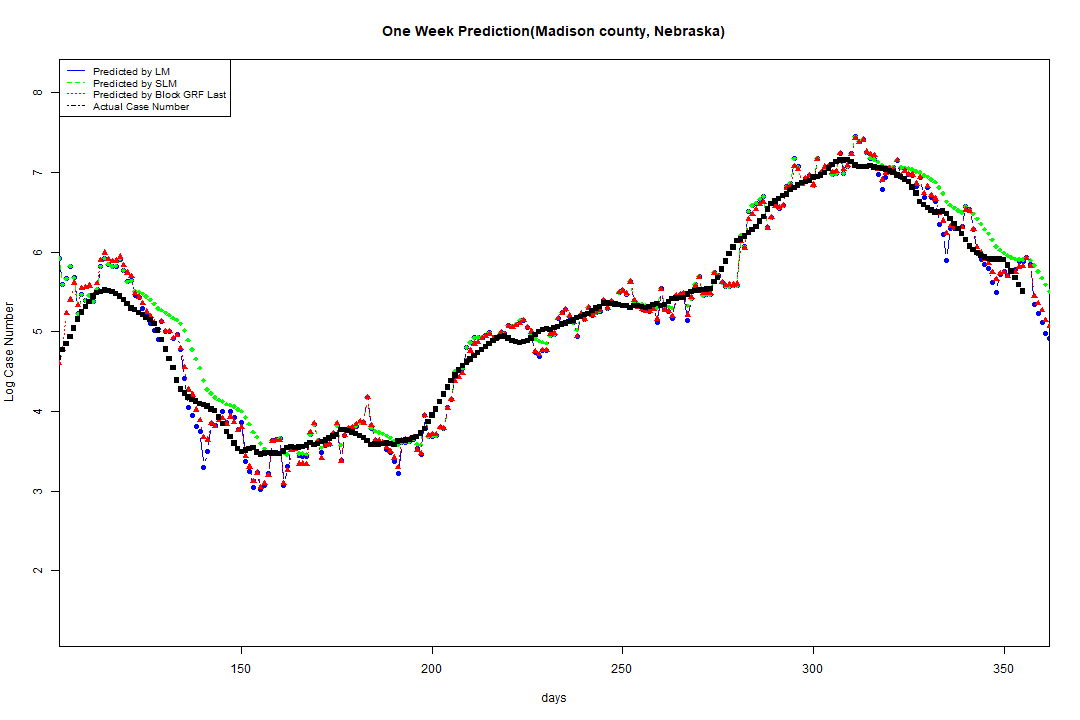 One Week Prediction(Madison county, Nebraska)
Predicted by LM
Predicted by SLM
Predicted by Block GRF Last
Actual Case Number
8
7
6
5
4
3
2
Log Case Number
150 200 250 300 350
days